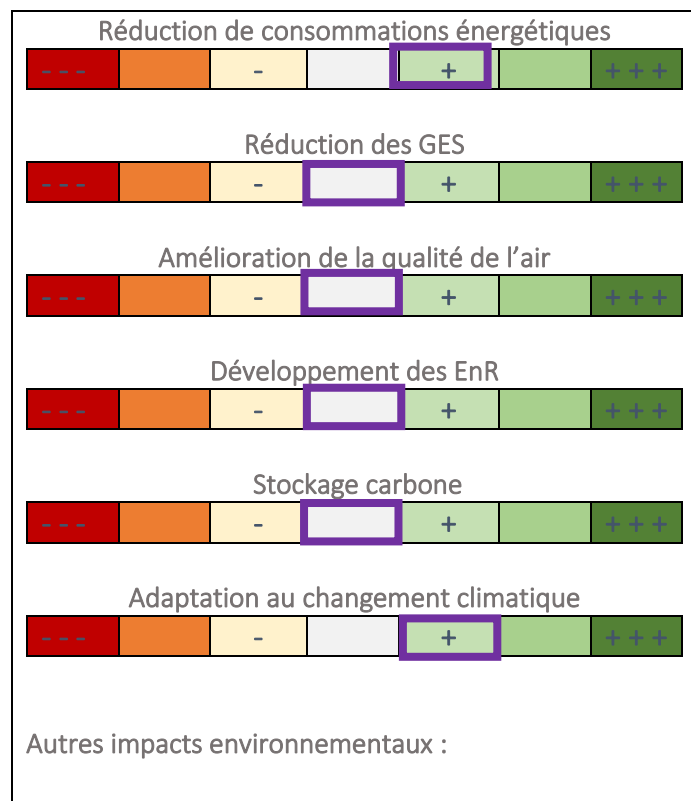 Réduction de consommations énergétiques
- - - - + + + +
Réduction des GES
- - - - + + + +
Amélioration de la qualité de l’air
- - - - + + + +
Développement des EnR
- - - - + + + +
Stockage carbone
- - - - + + + +
Adaptation au changement climatique
- - - - + + + +
Autres impacts environnementaux :